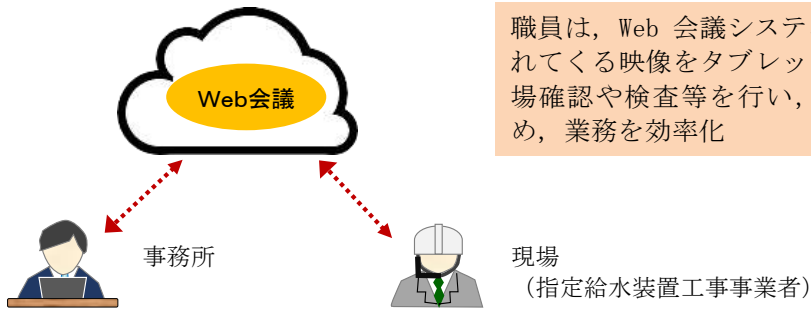 職員は，Web 会議システ
れてくる映像をタブレッ
場確認や検査等を行い，
め，業務を効率化
Web会議
事務所
現場
（指定給水装置工事事業者）